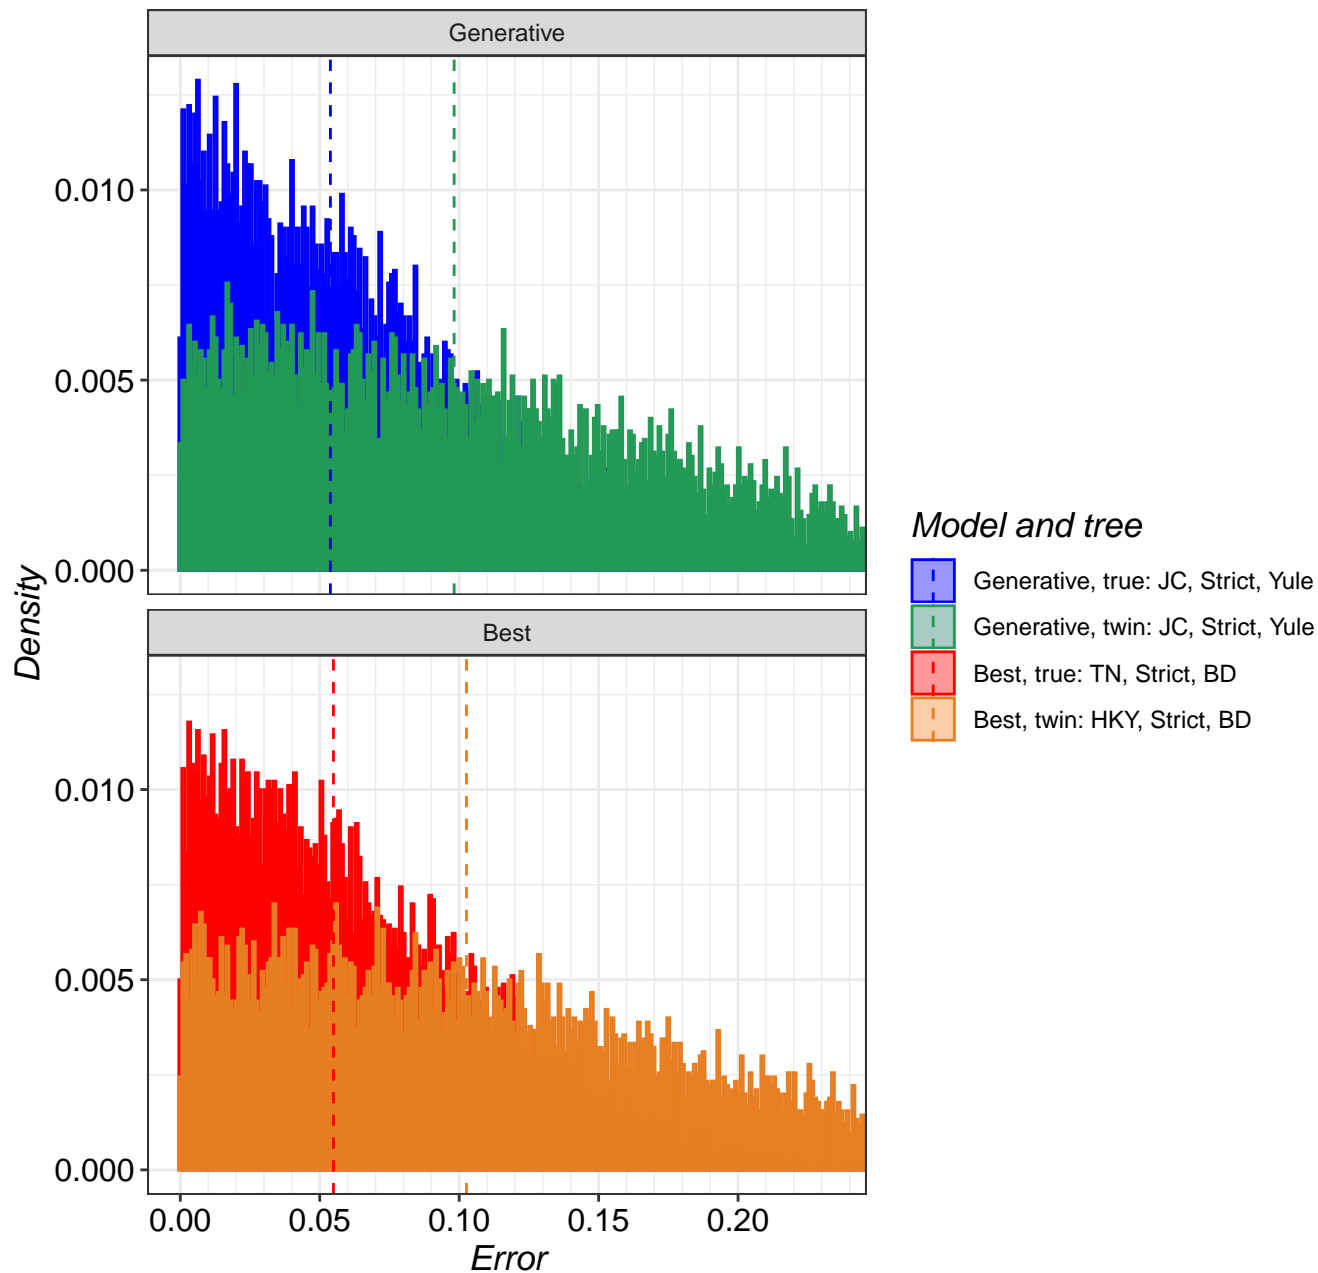 Generative
0.010
0.005
0.000
Density
Best
0.010
0.005
0.000
0.00 0.05 0.10 0.15 0.20
Error
Model and tree
Generative, true: JC, Strict, Yule
Generative, twin: JC, Strict, Yule
Best, true: TN, Strict, BD
Best, twin: HKY, Strict, BD